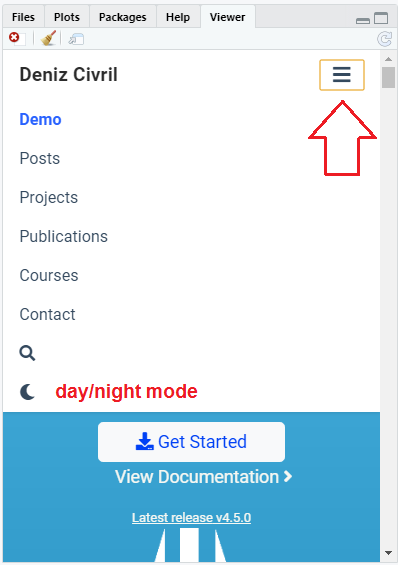 Files Plots Packages Help Viewer
Deniz Civril
Demo
Posts
Projects
Publications
Courses
Contact
day/night mode
Get Started
View Documentation
Latest release v4.5.0